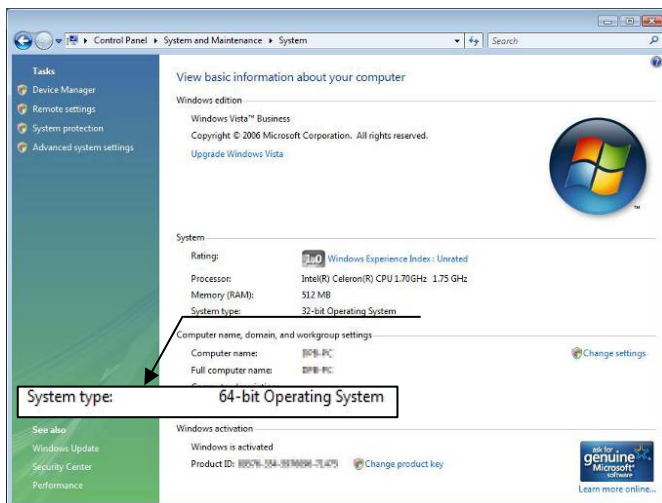 Control Panel ▸ System and Maintenance ▸ System
Search
Tasks
Device Manager
Remote settings
System protection
Advanced system settings
View basic information about your computer
Windows edition
Windows Vista™ Business
Copyright © 2006 Microsoft Corporation. All rights reserved.
Upgrade Windows Vista
System
Rating: 1.0 Windows Experience Index : Unrated
Processor: Intel(R) Celeron(R) CPU 1.70GHz 1.75 GHz
Memory (RAM): 512 MB
System type: 32-bit Operating System
Computer name, domain, and workgroup settings
Computer name:
Change settings
Full computer name:
System type: 64-bit Operating System
See also
Windows Update
Security Center
Performance
Windows activation
Windows is activated
Product ID:
Change product key
ask for
genuine
Microsoft
software
Learn more online...